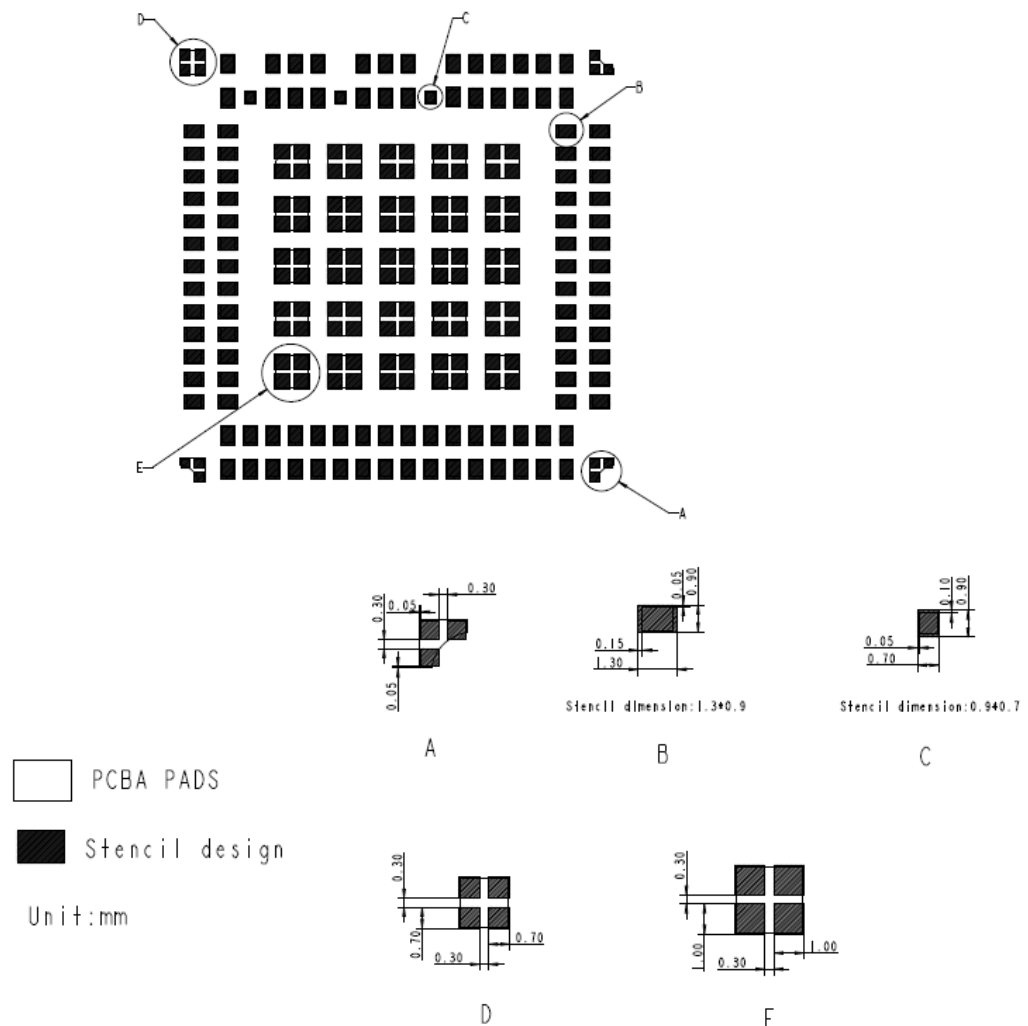 D
C
B
E
A
0.30
0.05
0.30
0.05
A
0.05
0.90
0.15
1.30
Stencil dimension:1.3*0.9
B
0.10
0.90
0.05
0.70
Stencil dimension:0.9*0.7
C
PCBA PADS
Stencil design
Unit:mm
0.30
0.70
0.30
0.70
D
0.30
1.00
0.30
1.00
E